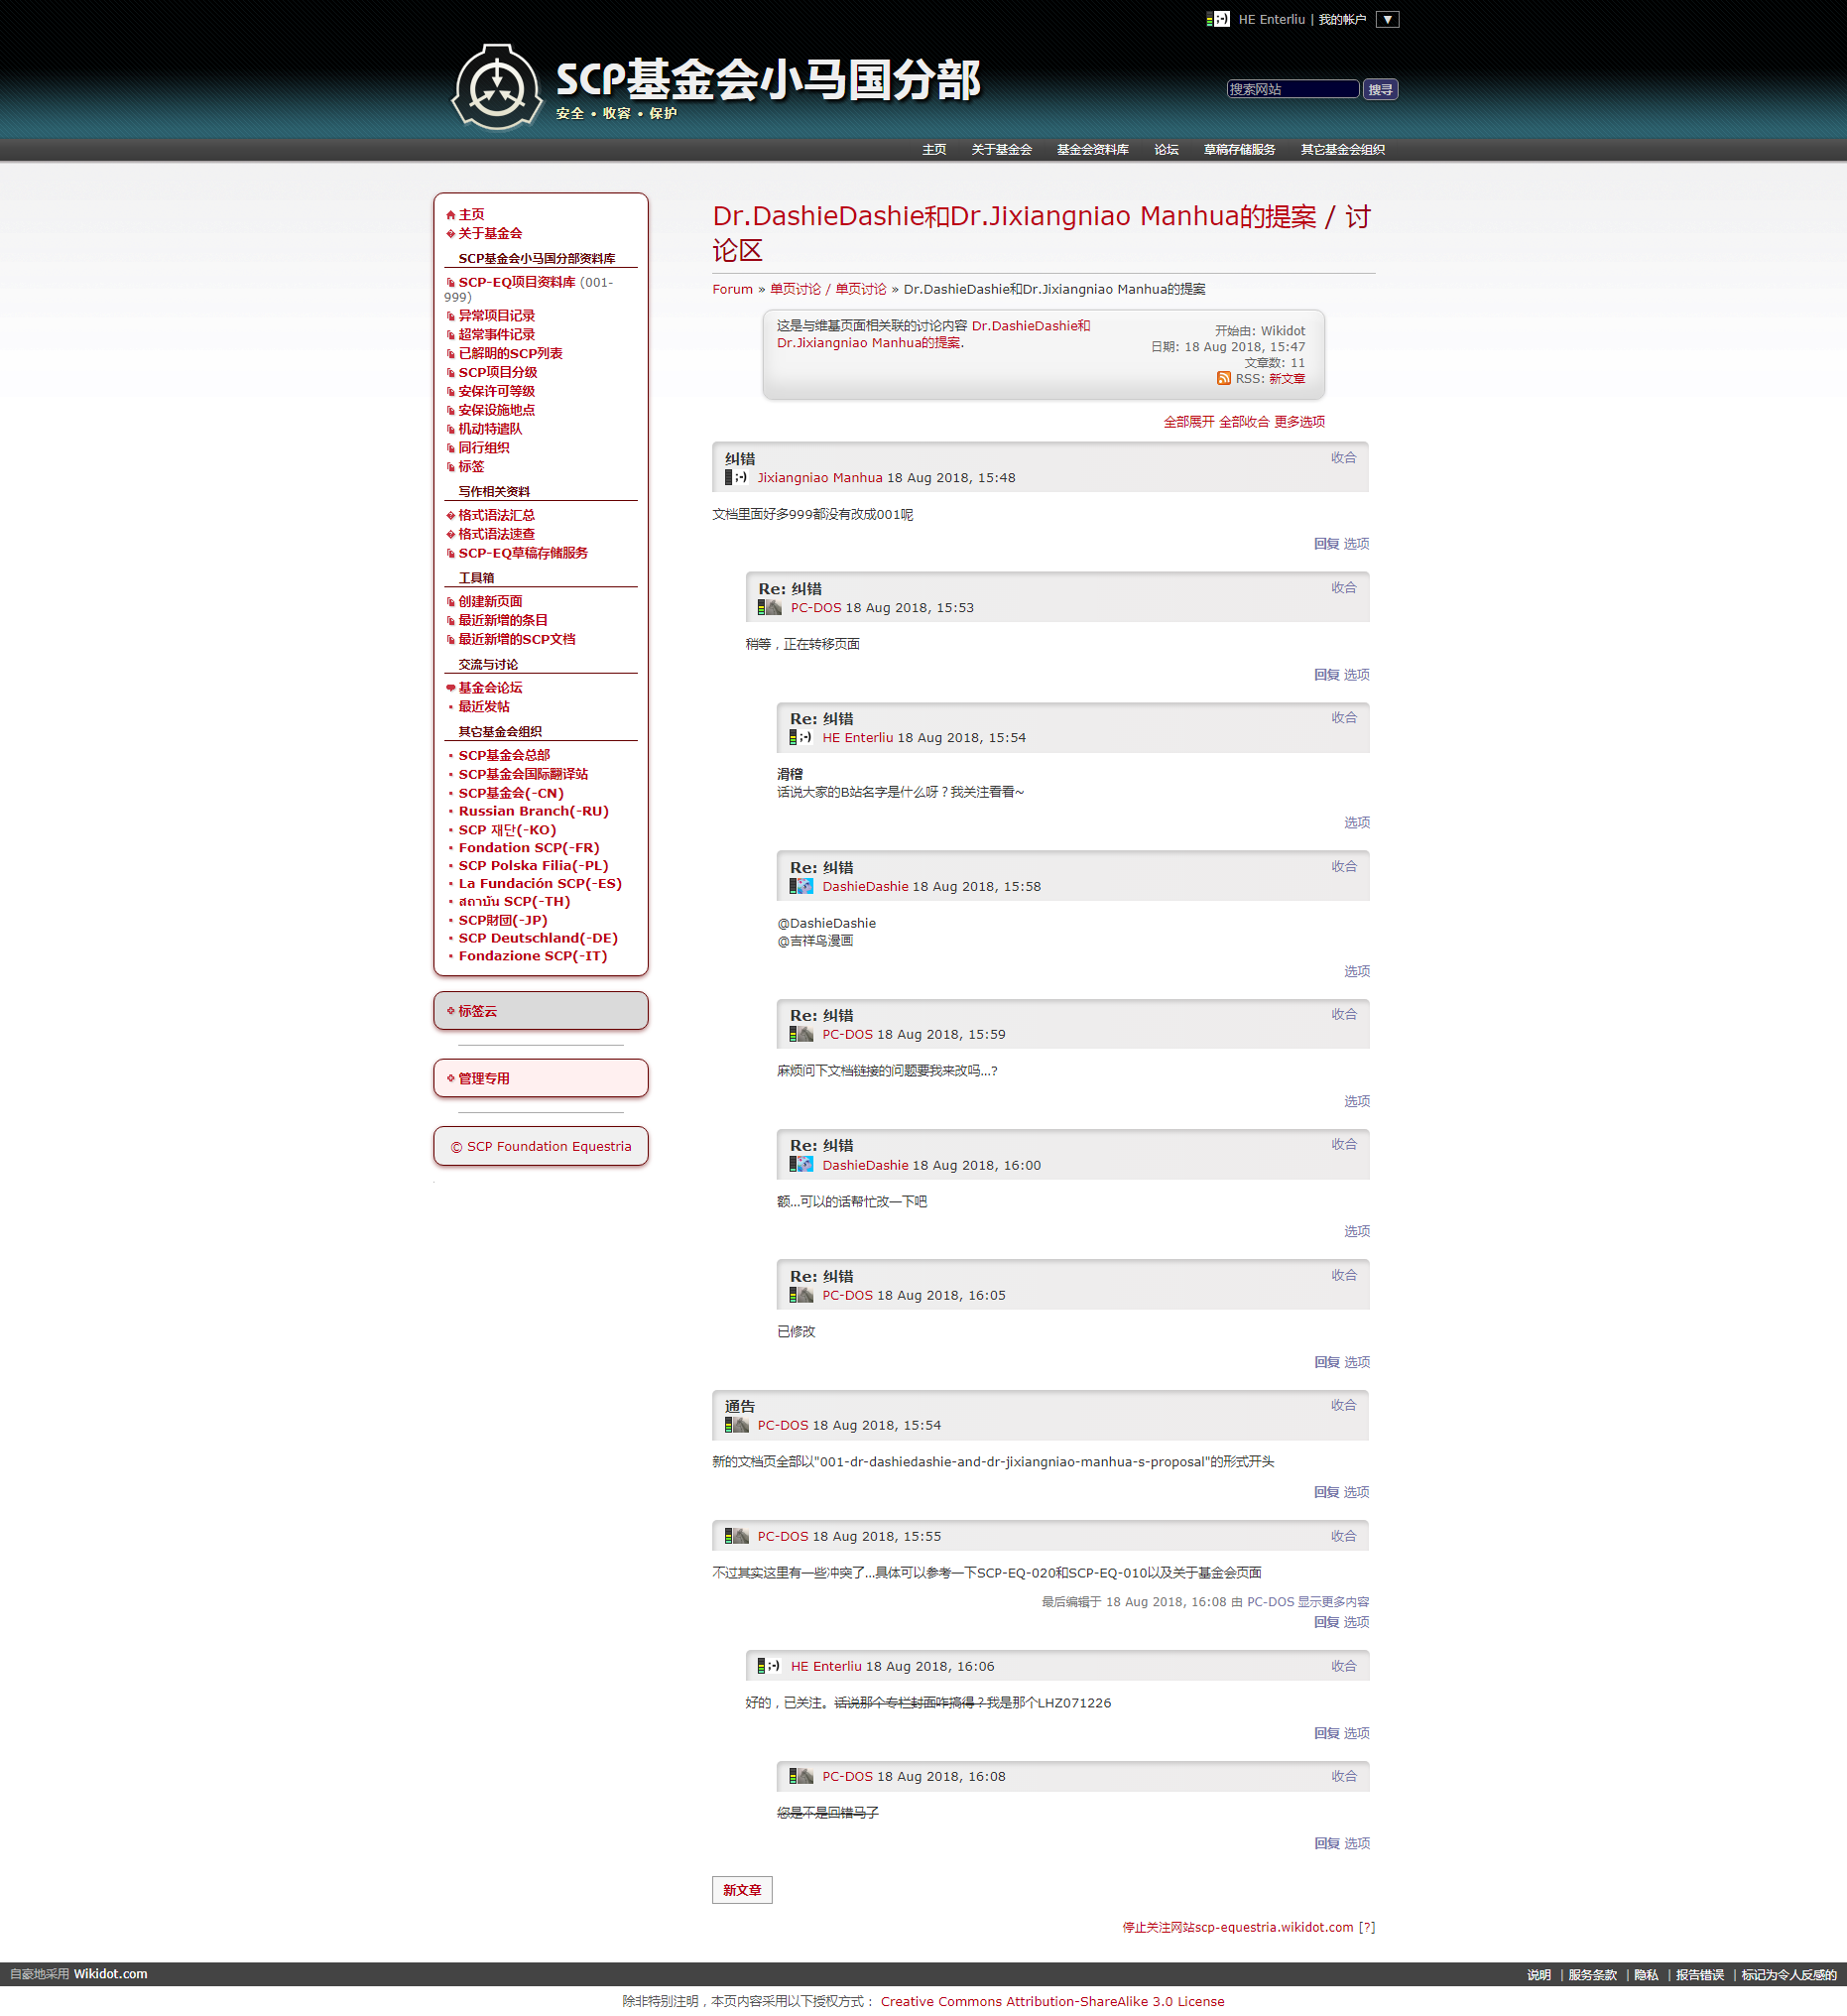 HE Enterliu | 我的帐户 ▼
SCP基金会小马国分部
安全 • 收容 • 保护
搜索网站 搜寻
主页 关于基金会 基金会资料库 论坛 草稿存储服务 其它基金会组织
主页
关于基金会
SCP基金会小马国分部资料库
SCP-EQ项目资料库 (001-
999)
异常项目记录
超常事件记录
已解明的SCP列表
SCP项目分级
安保许可等级
安保设施地点
机动特遣队
同行组织
标签
写作相关资料
格式语法汇总
格式语法速查
SCP-EQ草稿存储服务
工具箱
创建新页面
最近新增的条目
最近新增的SCP文档
交流与讨论
基金会论坛
最近发帖
其它基金会组织
SCP基金会总部
SCP基金会国际翻译站
SCP基金会(-CN)
Russian Branch(-RU)
SCP 재단(-KO)
Fondation SCP(-FR)
SCP Polska Filia(-PL)
La Fundación SCP(-ES)
สถาบัน SCP(-TH)
SCP財団(-JP)
SCP Deutschland(-DE)
Fondazione SCP(-IT)
标签云
管理专用
© SCP Foundation Equestria
Dr.DashieDashie和Dr.Jixiangniao Manhua的提案 / 讨
论区
Forum » 单页讨论 / 单页讨论 » Dr.DashieDashie和Dr.Jixiangniao Manhua的提案
这是与维基页面相关联的讨论内容 Dr.DashieDashie和
Dr.Jixiangniao Manhua的提案.
开始由: Wikidot
日期: 18 Aug 2018, 15:47
文章数: 11
RSS: 新文章
全部展开 全部收合 更多选项
纠错 收合
;-) Jixiangniao Manhua 18 Aug 2018, 15:48
文档里面好多999都没有改成001呢
回复 选项
Re: 纠错 收合
PC-DOS 18 Aug 2018, 15:53
稍等，正在转移页面
回复 选项
Re: 纠错 收合
;-) HE Enterliu 18 Aug 2018, 15:54
滑稽
话说大家的B站名字是什么呀？我关注看看~
选项
Re: 纠错 收合
DashieDashie 18 Aug 2018, 15:58
@DashieDashie
@吉祥鸟漫画
选项
Re: 纠错 收合
PC-DOS 18 Aug 2018, 15:59
麻烦问下文档链接的问题要我来改吗…?
选项
Re: 纠错 收合
DashieDashie 18 Aug 2018, 16:00
额…可以的话帮忙改一下吧
选项
Re: 纠错 收合
PC-DOS 18 Aug 2018, 16:05
已修改
回复 选项
通告 收合
PC-DOS 18 Aug 2018, 15:54
新的文档页全部以"001-dr-dashiedashie-and-dr-jixiangniao-manhua-s-proposal"的形式开头
回复 选项
PC-DOS 18 Aug 2018, 15:55 收合
不过其实这里有一些冲突了…具体可以参考一下SCP-EQ-020和SCP-EQ-010以及关于基金会页面
最后编辑于 18 Aug 2018, 16:08 由 PC-DOS 显示更多内容
回复 选项
;-) HE Enterliu 18 Aug 2018, 16:06 收合
好的，已关注。话说那个专栏封面咋搞得？我是那个LHZ071226
回复 选项
PC-DOS 18 Aug 2018, 16:08 收合
您是不是回错马了
回复 选项
新文章
停止关注网站scp-equestria.wikidot.com [?]
自豪地采用 Wikidot.com 说明 | 服务条款 | 隐私 | 报告错误 | 标记为令人反感的
除非特别注明，本页内容采用以下授权方式： Creative Commons Attribution-ShareAlike 3.0 License